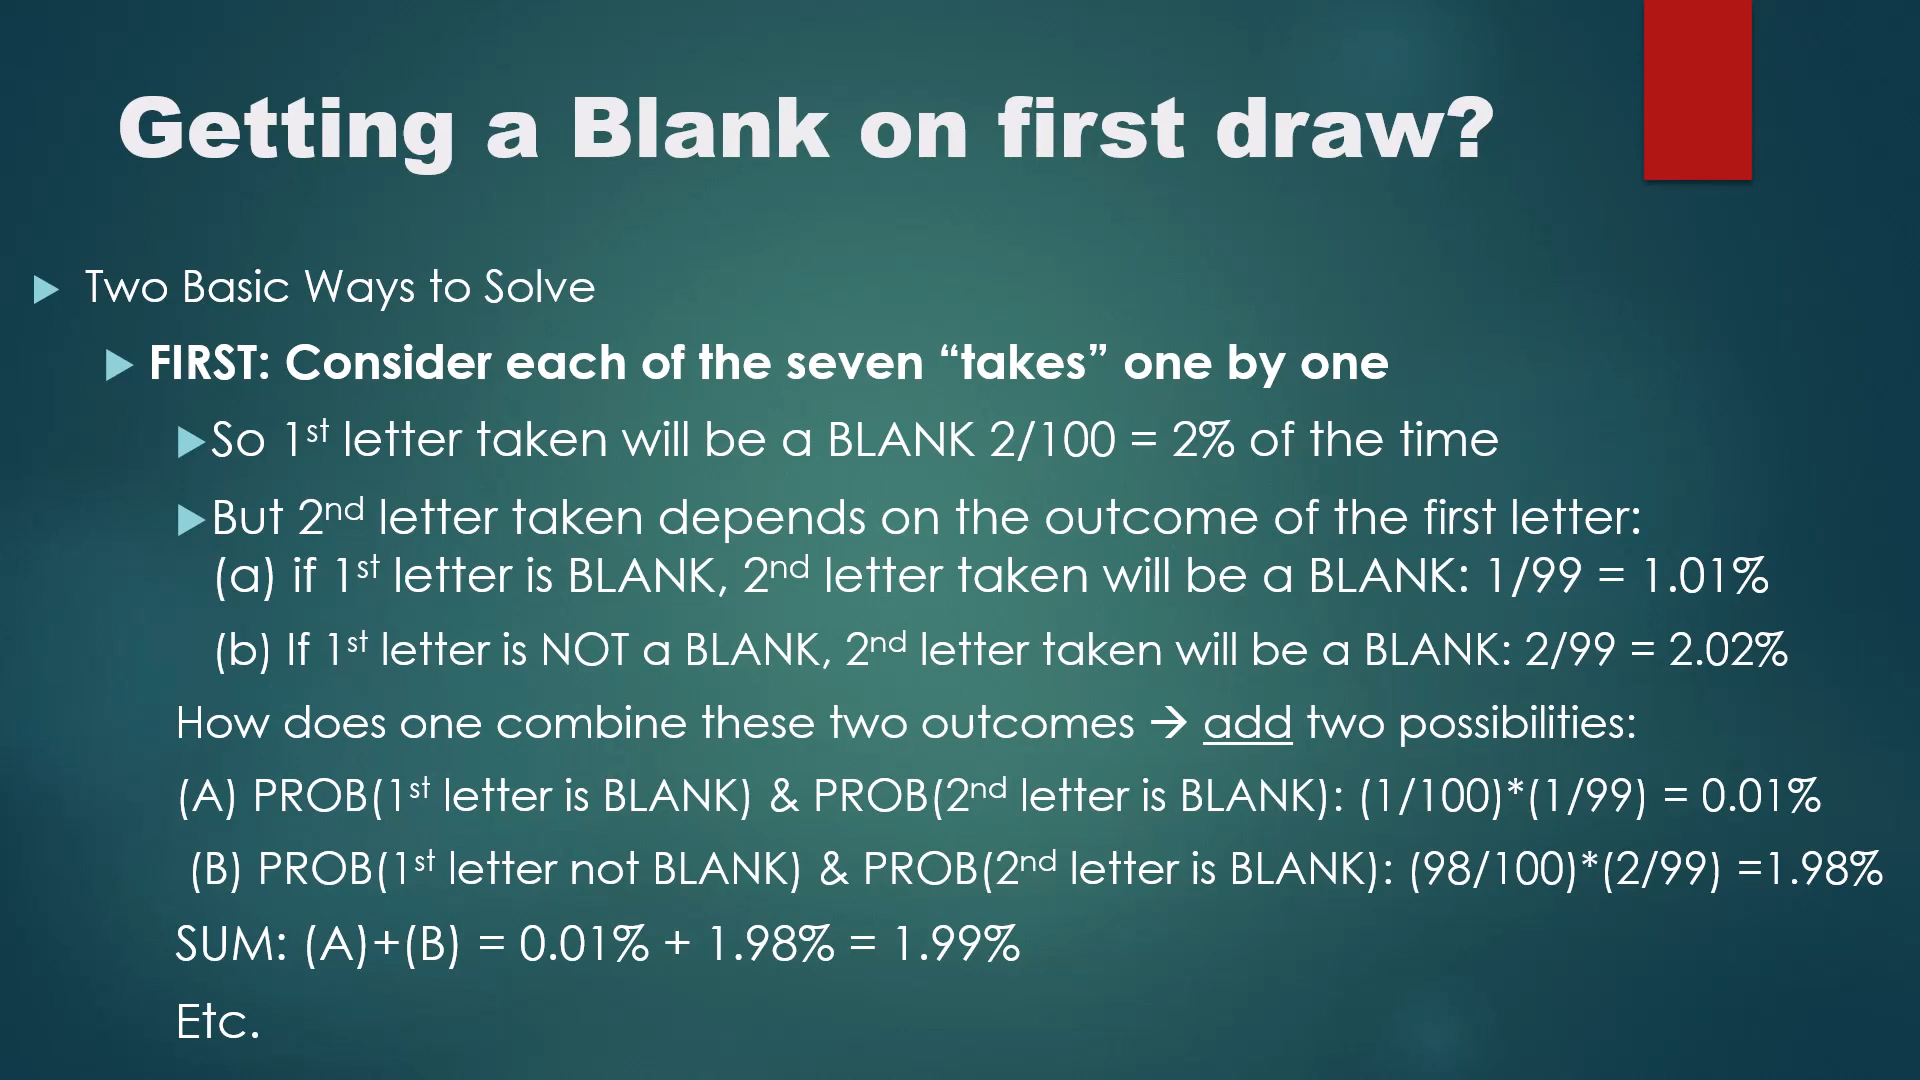 Getting a Blank on first draw?
Two Basic Ways to Solve
FIRST: Consider each of the seven “takes” one by one
So 1st letter taken will be a BLANK 2/100 = 2% of the time
But 2nd letter taken depends on the outcome of the first letter:
(a) if 1st letter is BLANK, 2nd letter taken will be a BLANK: 1/99 = 1.01%
(b) If 1st letter is NOT a BLANK, 2nd letter taken will be a BLANK: 2/99 = 2.02%
How does one combine these two outcomes → add two possibilities:
(A) PROB(1st letter is BLANK) & PROB(2nd letter is BLANK): (1/100)*(1/99) = 0.01%
(B) PROB(1st letter not BLANK) & PROB(2nd letter is BLANK): (98/100)*(2/99) =1.98%
SUM: (A)+(B) = 0.01% + 1.98% = 1.99%
Etc.